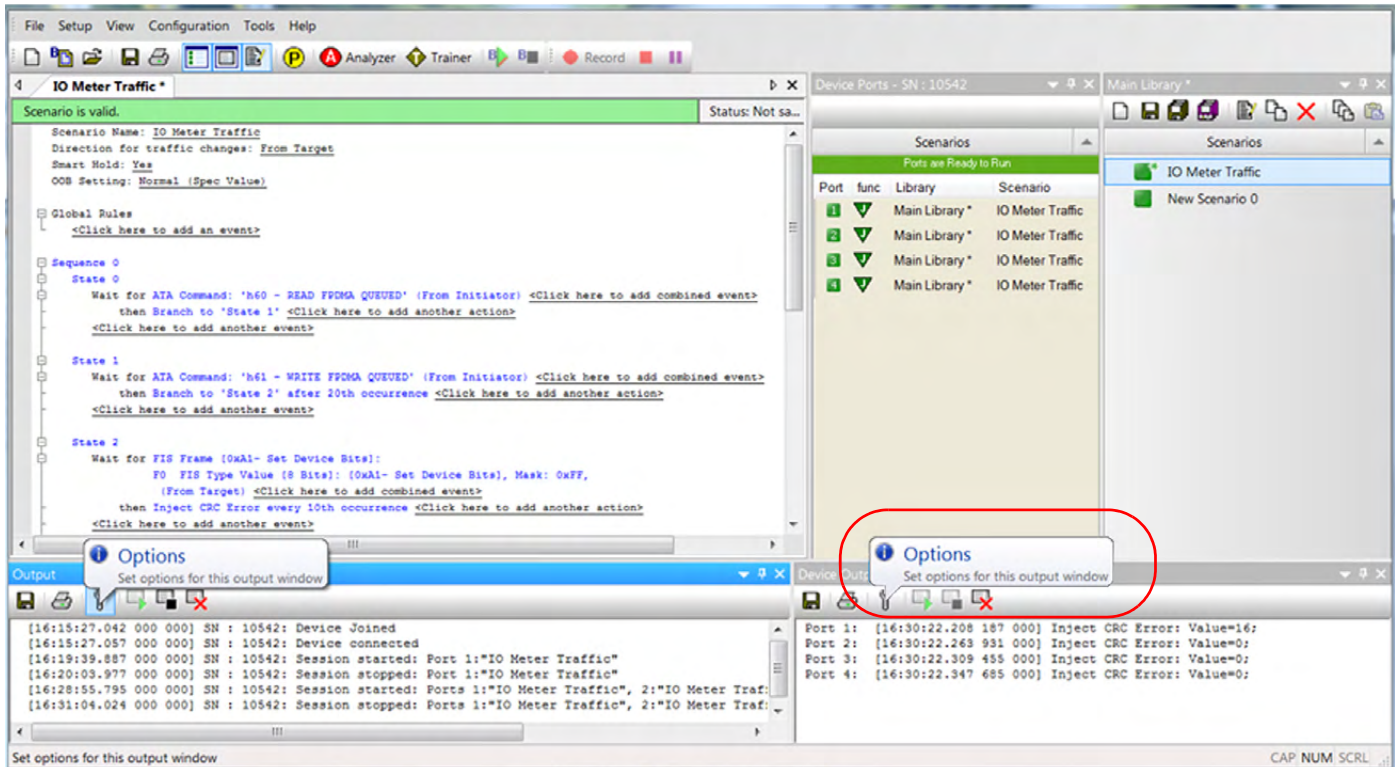 File Setup View Configuration Tools Help
Analyzer Trainer Record
IO Meter Traffic *
Scenario is valid. Status: Not sa...
Scenario Name: IO Meter Traffic
Direction for traffic changes: From Target
Smart Hold: Yes
OOB Setting: Normal (Spec Value)
Global Rules
<Click here to add an event>
Sequence 0
State 0
Wait for ATA Command: 'h60 - READ FPDMA QUEUED' (From Initiator) <Click here to add combined event>
then Branch to 'State 1' <Click here to add another action>
<Click here to add another event>
State 1
Wait for ATA Command: 'h61 - WRITE FPDMA QUEUED' (From Initiator) <Click here to add combined event>
then Branch to 'State 2' after 20th occurrence <Click here to add another action>
<Click here to add another event>
State 2
Wait for FIS Frame [0xA1- Set Device Bits]:
F0 FIS Type Value [8 Bits]: [0xA1- Set Device Bits], Mask: 0xFF,
(From Target) <Click here to add combined event>
then Inject CRC Error every 10th occurrence <Click here to add another action>
<Click here to add another event>
Device Ports - SN : 10542
Scenarios
Ports are Ready to Run
Port func Library Scenario
1 J Main Library * IO Meter Traffic
2 J Main Library * IO Meter Traffic
3 J Main Library * IO Meter Traffic
4 J Main Library * IO Meter Traffic
Main Library *
Scenarios
IO Meter Traffic
New Scenario 0
Output
Options
Set options for this output window
[16:15:27.042 000 000] SN : 10542: Device Joined
[16:15:27.057 000 000] SN : 10542: Device connected
[16:19:39.887 000 000] SN : 10542: Session started: Port 1:"IO Meter Traffic"
[16:20:03.977 000 000] SN : 10542: Session stopped: Port 1:"IO Meter Traffic"
[16:28:55.795 000 000] SN : 10542: Session started: Ports 1:"IO Meter Traffic", 2:"IO Meter Traf:
[16:31:04.024 000 000] SN : 10542: Session stopped: Ports 1:"IO Meter Traffic", 2:"IO Meter Traf:
Device Outp
Options
Set options for this output window
Port 1: [16:30:22.208 187 000] Inject CRC Error: Value=16;
Port 2: [16:30:22.263 931 000] Inject CRC Error: Value=0;
Port 3: [16:30:22.309 455 000] Inject CRC Error: Value=0;
Port 4: [16:30:22.347 685 000] Inject CRC Error: Value=0;
Set options for this output window
CAP NUM SCRL